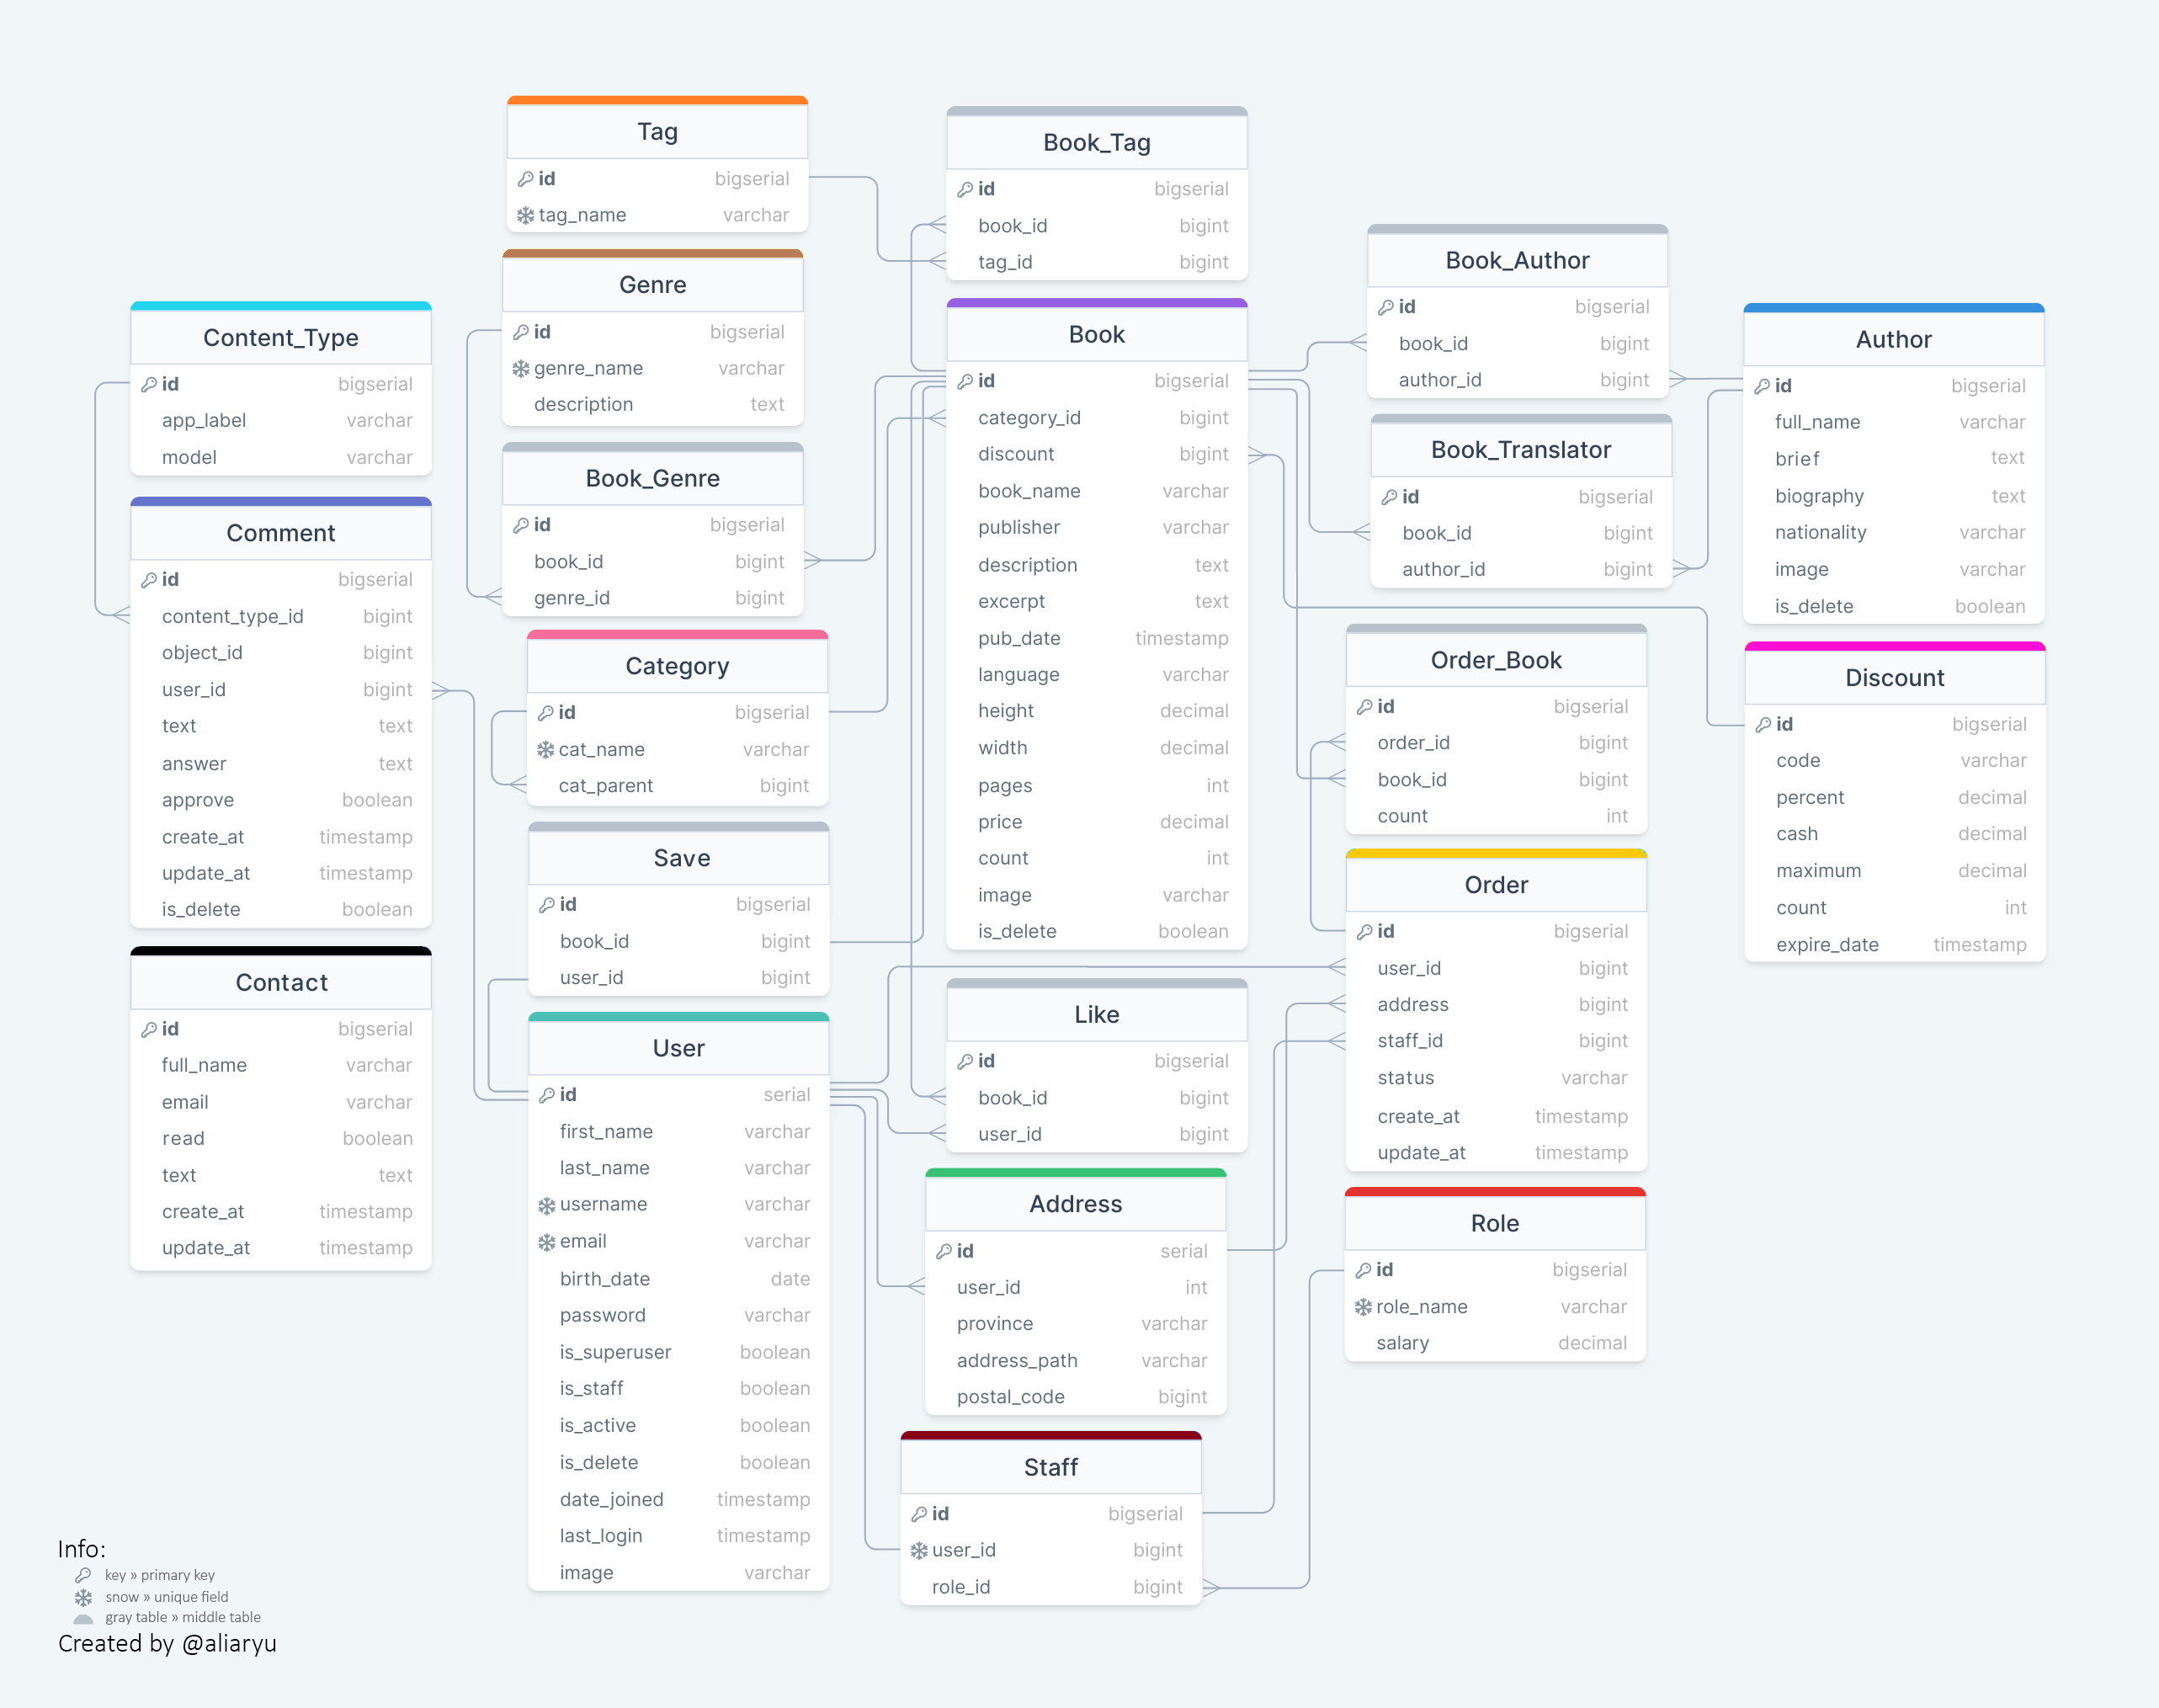 Tag
id bigserial
tag_name varchar
Genre
id bigserial
genre_name varchar
description text
Book_Genre
id bigserial
book_id bigint
genre_id bigint
Content_Type
id bigserial
app_label varchar
model varchar
Comment
id bigserial
content_type_id bigint
object_id bigint
user_id bigint
text text
answer text
approve boolean
create_at timestamp
update_at timestamp
is_delete boolean
Contact
id bigserial
full_name varchar
email varchar
read boolean
text text
create_at timestamp
update_at timestamp
Category
id bigserial
cat_name varchar
cat_parent bigint
Save
id bigserial
book_id bigint
user_id bigint
User
id serial
first_name varchar
last_name varchar
username varchar
email varchar
birth_date date
password varchar
is_superuser boolean
is_staff boolean
is_active boolean
is_delete boolean
date_joined timestamp
last_login timestamp
image varchar
Book_Tag
id bigserial
book_id bigint
tag_id bigint
Book
id bigserial
category_id bigint
discount bigint
book_name varchar
publisher varchar
description text
excerpt text
pub_date timestamp
language varchar
height decimal
width decimal
pages int
price decimal
count int
image varchar
is_delete boolean
Like
id bigserial
book_id bigint
user_id bigint
Address
id serial
user_id int
province varchar
address_path varchar
postal_code bigint
Staff
id bigserial
user_id bigint
role_id bigint
Book_Author
id bigserial
book_id bigint
author_id bigint
Book_Translator
id bigserial
book_id bigint
author_id bigint
Order_Book
id bigserial
order_id bigint
book_id bigint
count int
Order
id bigserial
user_id bigint
address bigint
staff_id bigint
status varchar
create_at timestamp
update_at timestamp
Role
id bigserial
role_name varchar
salary decimal
Author
id bigserial
full_name varchar
brief text
biography text
nationality varchar
image varchar
is_delete boolean
Discount
id bigserial
code varchar
percent decimal
cash decimal
maximum decimal
count int
expire_date timestamp
Info:
key » primary key
snow » unique field
gray table » middle table
Created by @aliaryu